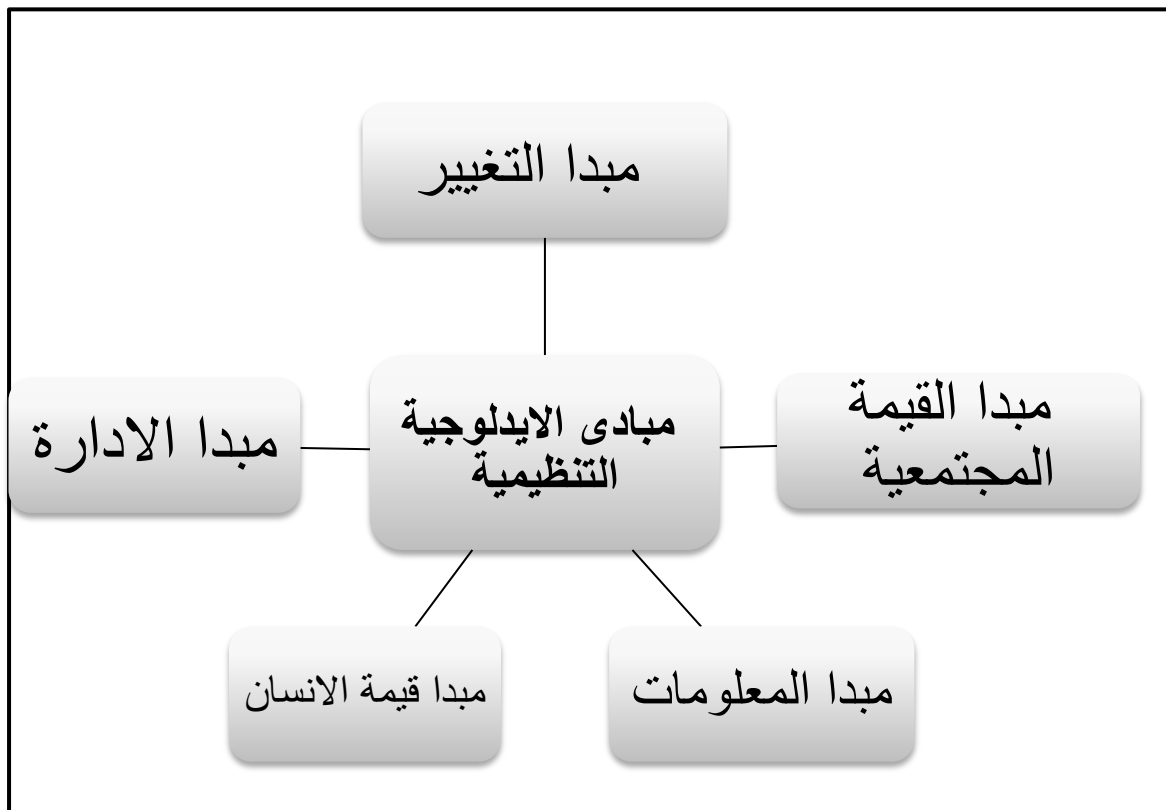 مبدا التغيير
مبدا القيمة
المجتمعية
مبادى الايدلوجية
التنظيمية
مبدا الادارة
مبدا المعلومات
مبدا قيمة الانسان